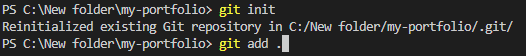 PS C:\New folder\my-portfolio> git init
Reinitialized existing Git repository in C:/New folder/my-portfolio/.git/
PS C:\New folder\my-portfolio> git add .